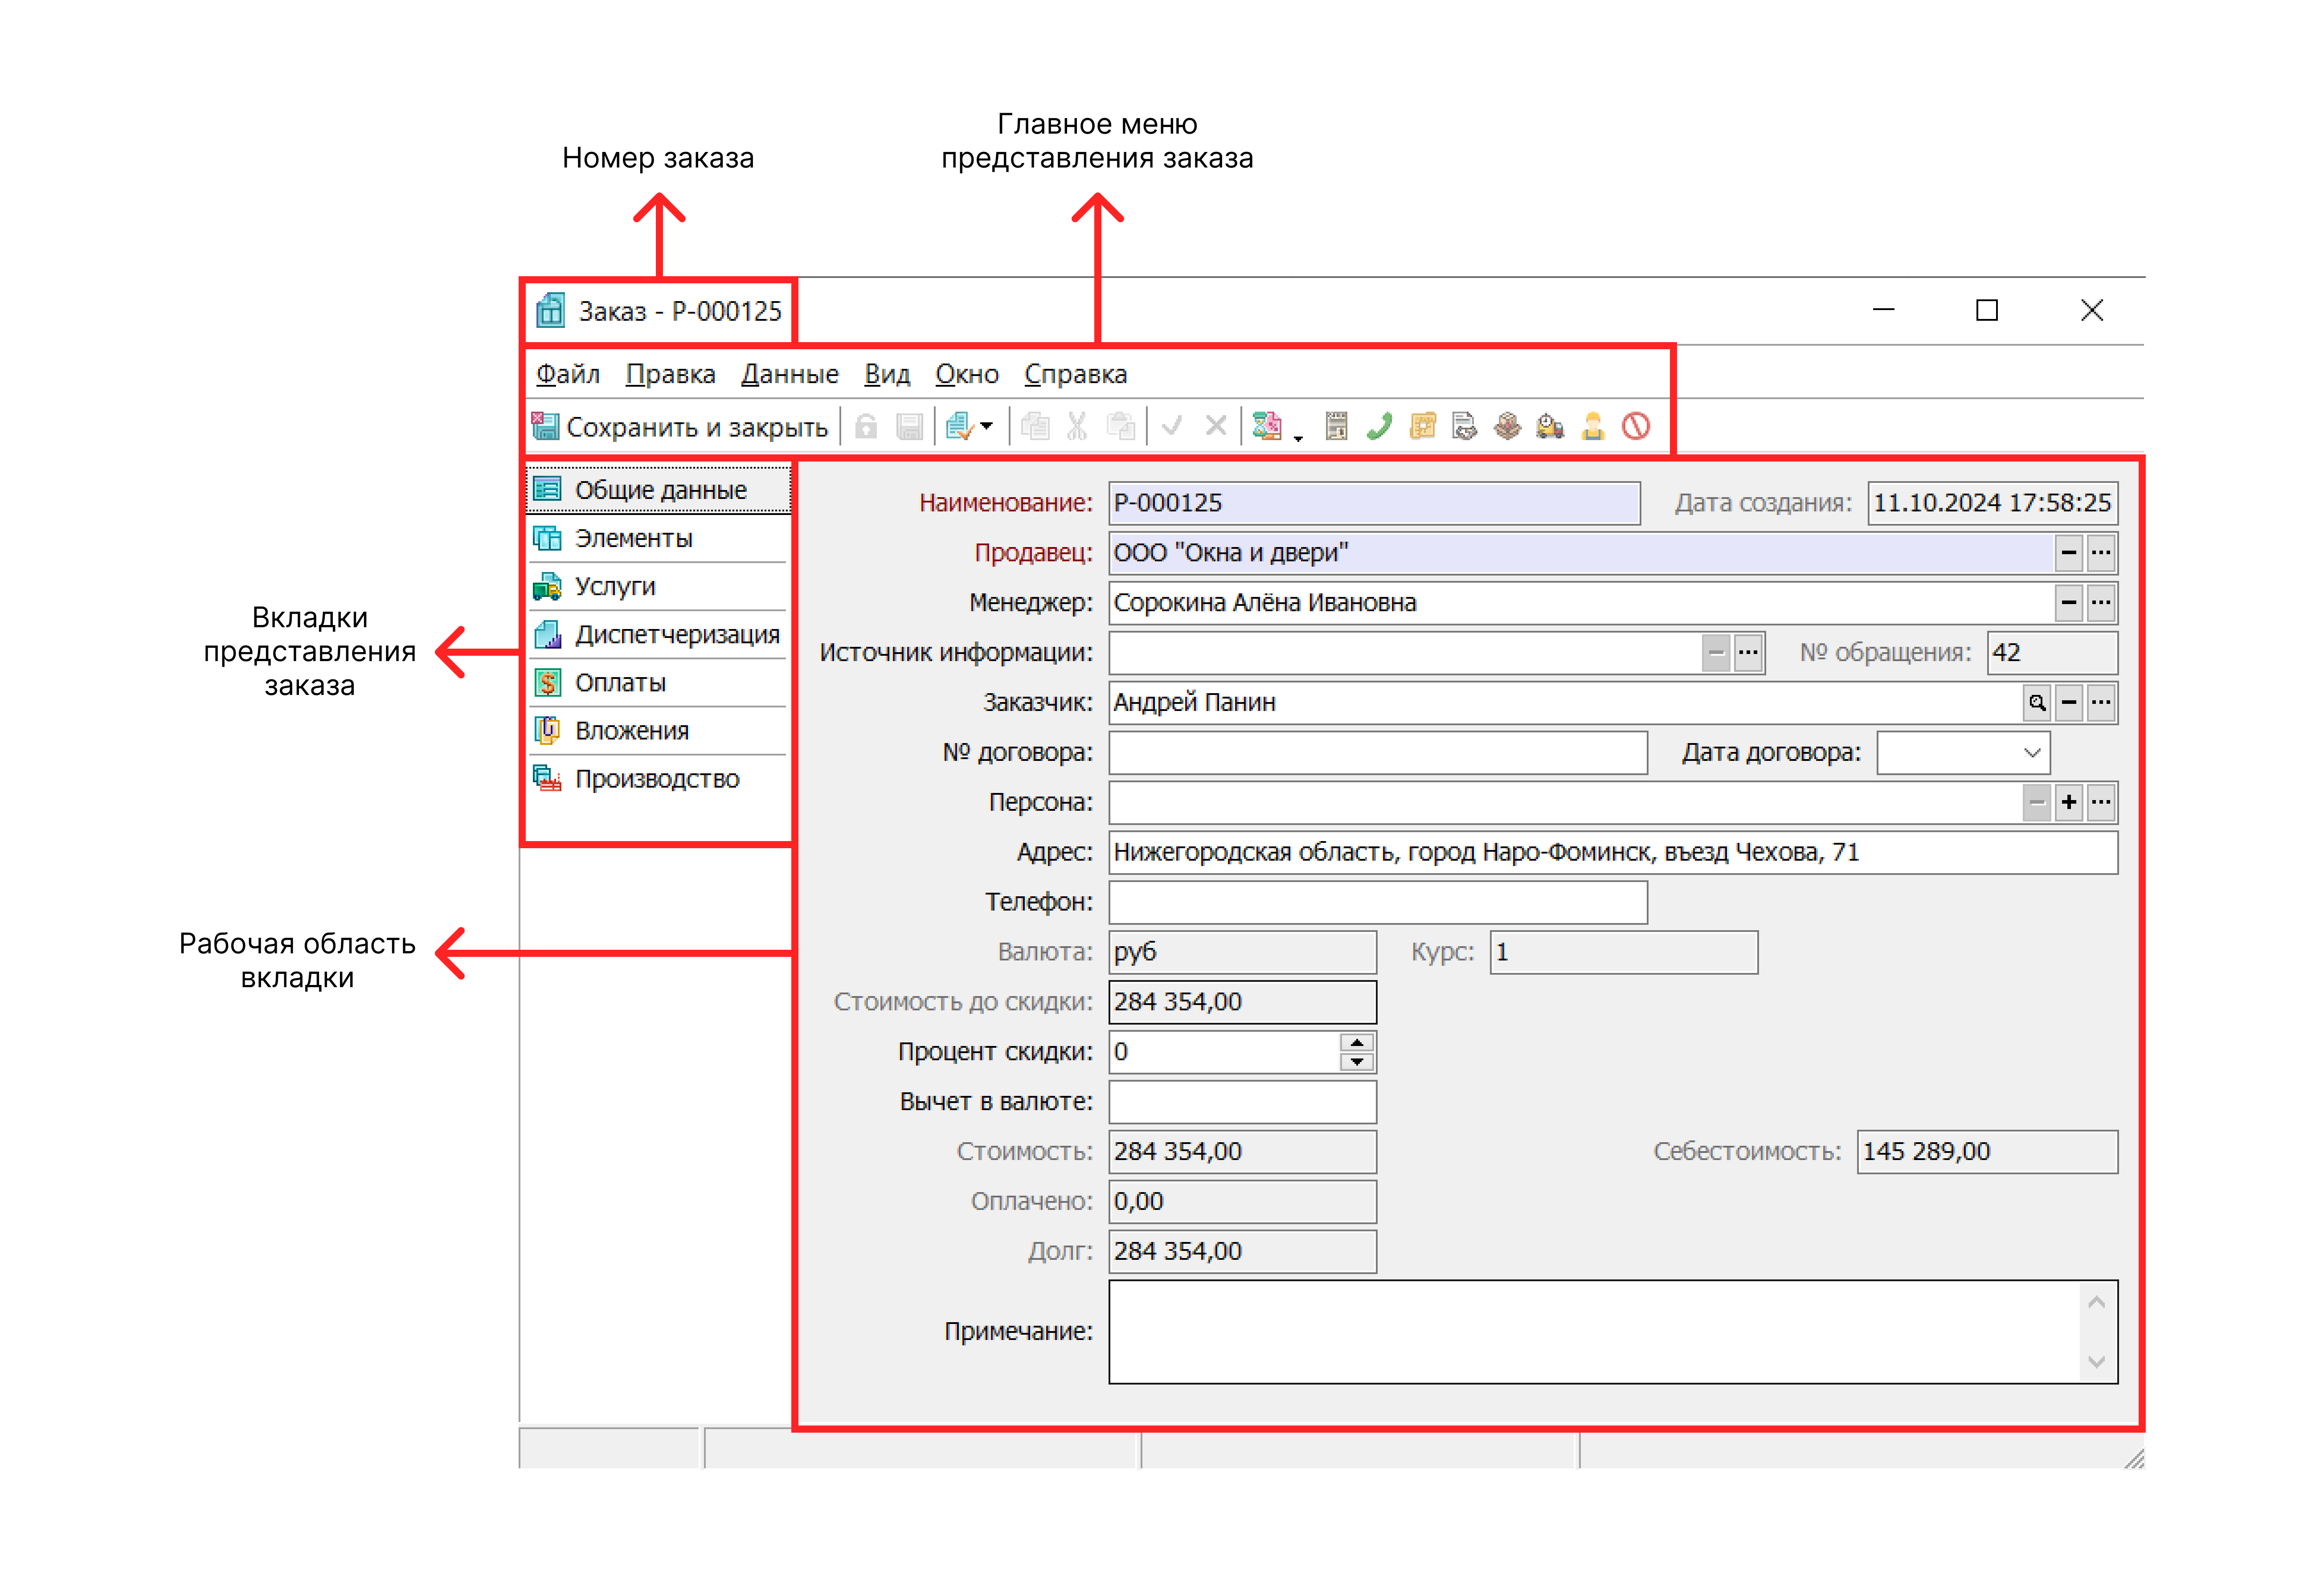 Главное меню
представления заказа
Номер заказа
Заказ - Р-000125
Файл Правка Данные Вид Окно Справка
Сохранить и закрыть
Вкладки
представления
заказа
Общие данные
Элементы
Услуги
Диспетчеризация
Оплаты
Вложения
Производство
Рабочая область
вкладки
Наименование: Р-000125 Дата создания: 11.10.2024 17:58:25
Продавец: ООО "Окна и двери"
Менеджер: Сорокина Алёна Ивановна
Источник информации: № обращения: 42
Заказчик: Андрей Панин
№ договора: Дата договора:
Персона:
Адрес: Нижегородская область, город Наро-Фоминск, въезд Чехова, 71
Телефон:
Валюта: руб Курс: 1
Стоимость до скидки: 284 354,00
Процент скидки: 0
Вычет в валюте:
Стоимость: 284 354,00 Себестоимость: 145 289,00
Оплачено: 0,00
Долг: 284 354,00
Примечание: